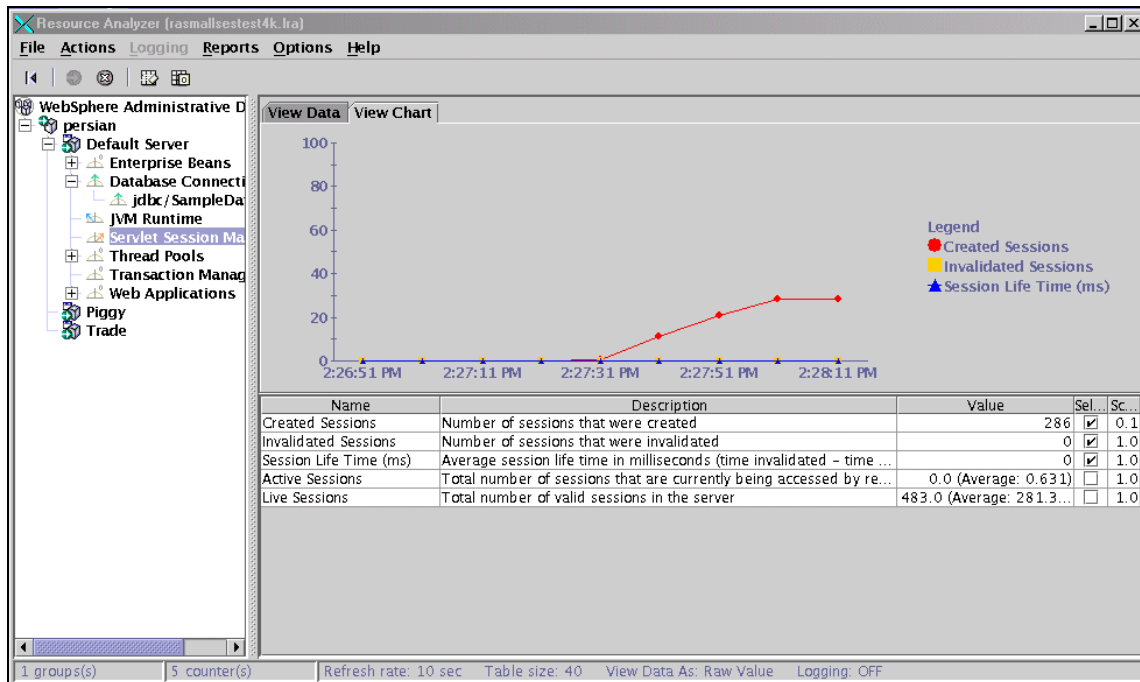 Resource Analyzer (rasmallsestest4k.lra)
File Actions Logging Reports Options Help
WebSphere Administrative D
persian
Default Server
Enterprise Beans
Database Connecti
jdbc/SampleDa
JVM Runtime
Servlet Session Ma
Thread Pools
Transaction Manag
Web Applications
Piggy
Trade
View Data View Chart
100
80
60
40
20
0
2:26:51 PM 2:27:11 PM 2:27:31 PM 2:27:51 PM 2:28:11 PM
Legend
Created Sessions
Invalidated Sessions
Session Life Time (ms)
Name Description Value Sel... Sc...
Created Sessions Number of sessions that were created 286 0.1
Invalidated Sessions Number of sessions that were invalidated 0 1.0
Session Life Time (ms) Average session life time in milliseconds (time invalidated - time ... 0 1.0
Active Sessions Total number of sessions that are currently being accessed by re... 0.0 (Average: 0.631) 1.0
Live Sessions Total number of valid sessions in the server 483.0 (Average: 281.3... 1.0
1 groups(s) 5 counter(s) Refresh rate: 10 sec Table size: 40 View Data As: Raw Value Logging: OFF